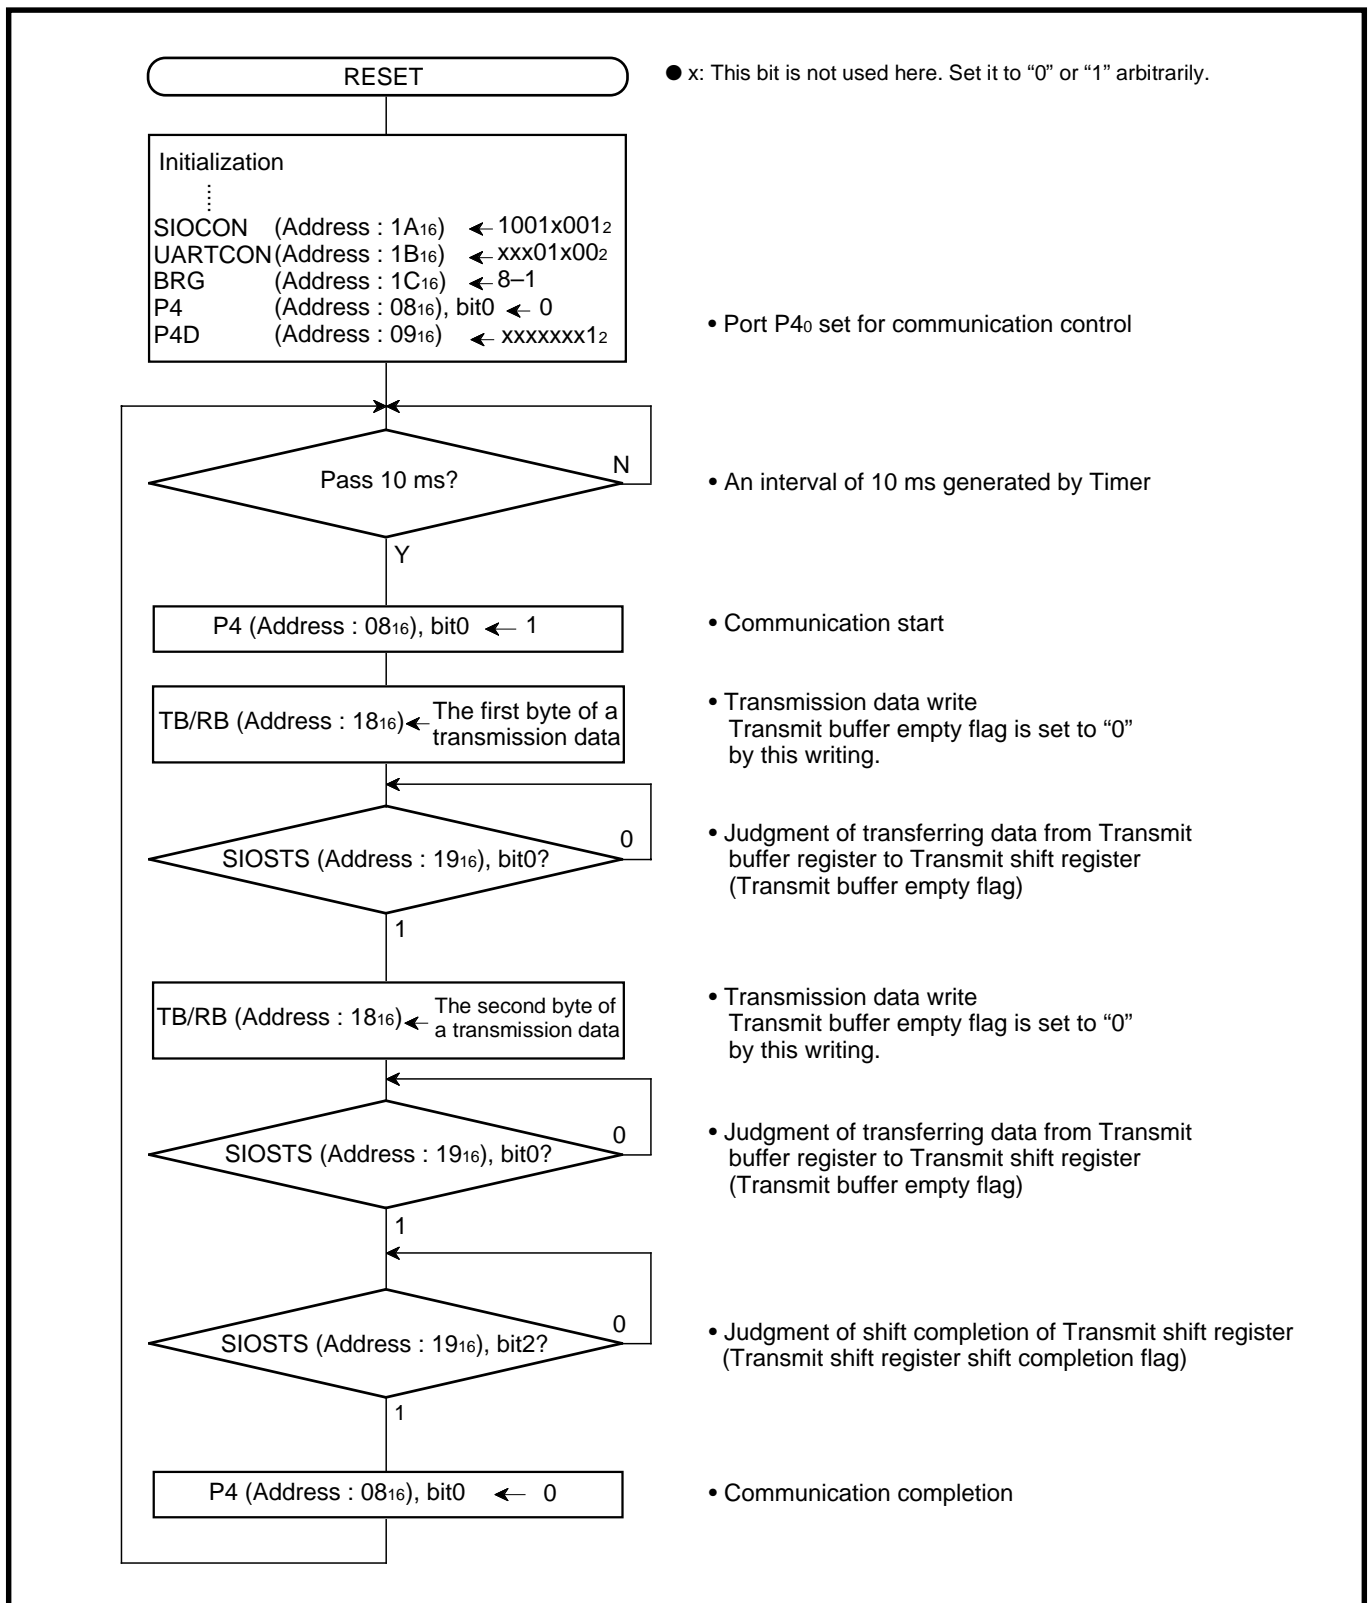 RESET
● x: This bit is not used here. Set it to “0” or “1” arbitrarily.
Initialization
SIOCON (Address : 1A16) ← 1001x0012
UARTCON (Address : 1B16) ← xxx01x002
BRG (Address : 1C16) ← 8–1
P4 (Address : 0816), bit0 ← 0
P4D (Address : 0916) ← xxxxxxx12
• Port P40 set for communication control
Pass 10 ms?
N
• An interval of 10 ms generated by Timer
Y
P4 (Address : 0816), bit0 ← 1
• Communication start
TB/RB (Address : 1816) ← The first byte of a
transmission data
• Transmission data write
Transmit buffer empty flag is set to “0”
by this writing.
SIOSTS (Address : 1916), bit0?
0
• Judgment of transferring data from Transmit
buffer register to Transmit shift register
(Transmit buffer empty flag)
1
TB/RB (Address : 1816) ← The second byte of
a transmission data
• Transmission data write
Transmit buffer empty flag is set to “0”
by this writing.
SIOSTS (Address : 1916), bit0?
0
• Judgment of transferring data from Transmit
buffer register to Transmit shift register
(Transmit buffer empty flag)
1
SIOSTS (Address : 1916), bit2?
0
• Judgment of shift completion of Transmit shift register
(Transmit shift register shift completion flag)
1
P4 (Address : 0816), bit0 ← 0
• Communication completion